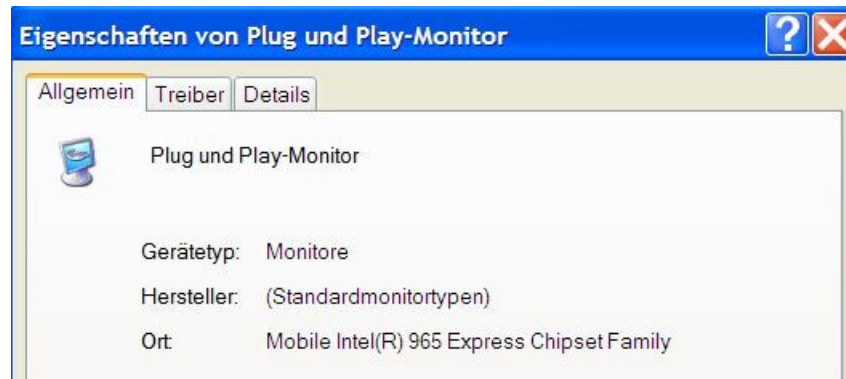 Eigenschaften von Plug und Play-Monitor
Allgemein Treiber Details
Plug und Play-Monitor
Gerätetyp: Monitore
Hersteller: (Standardmonitortypen)
Ort: Mobile Intel(R) 965 Express Chipset Family